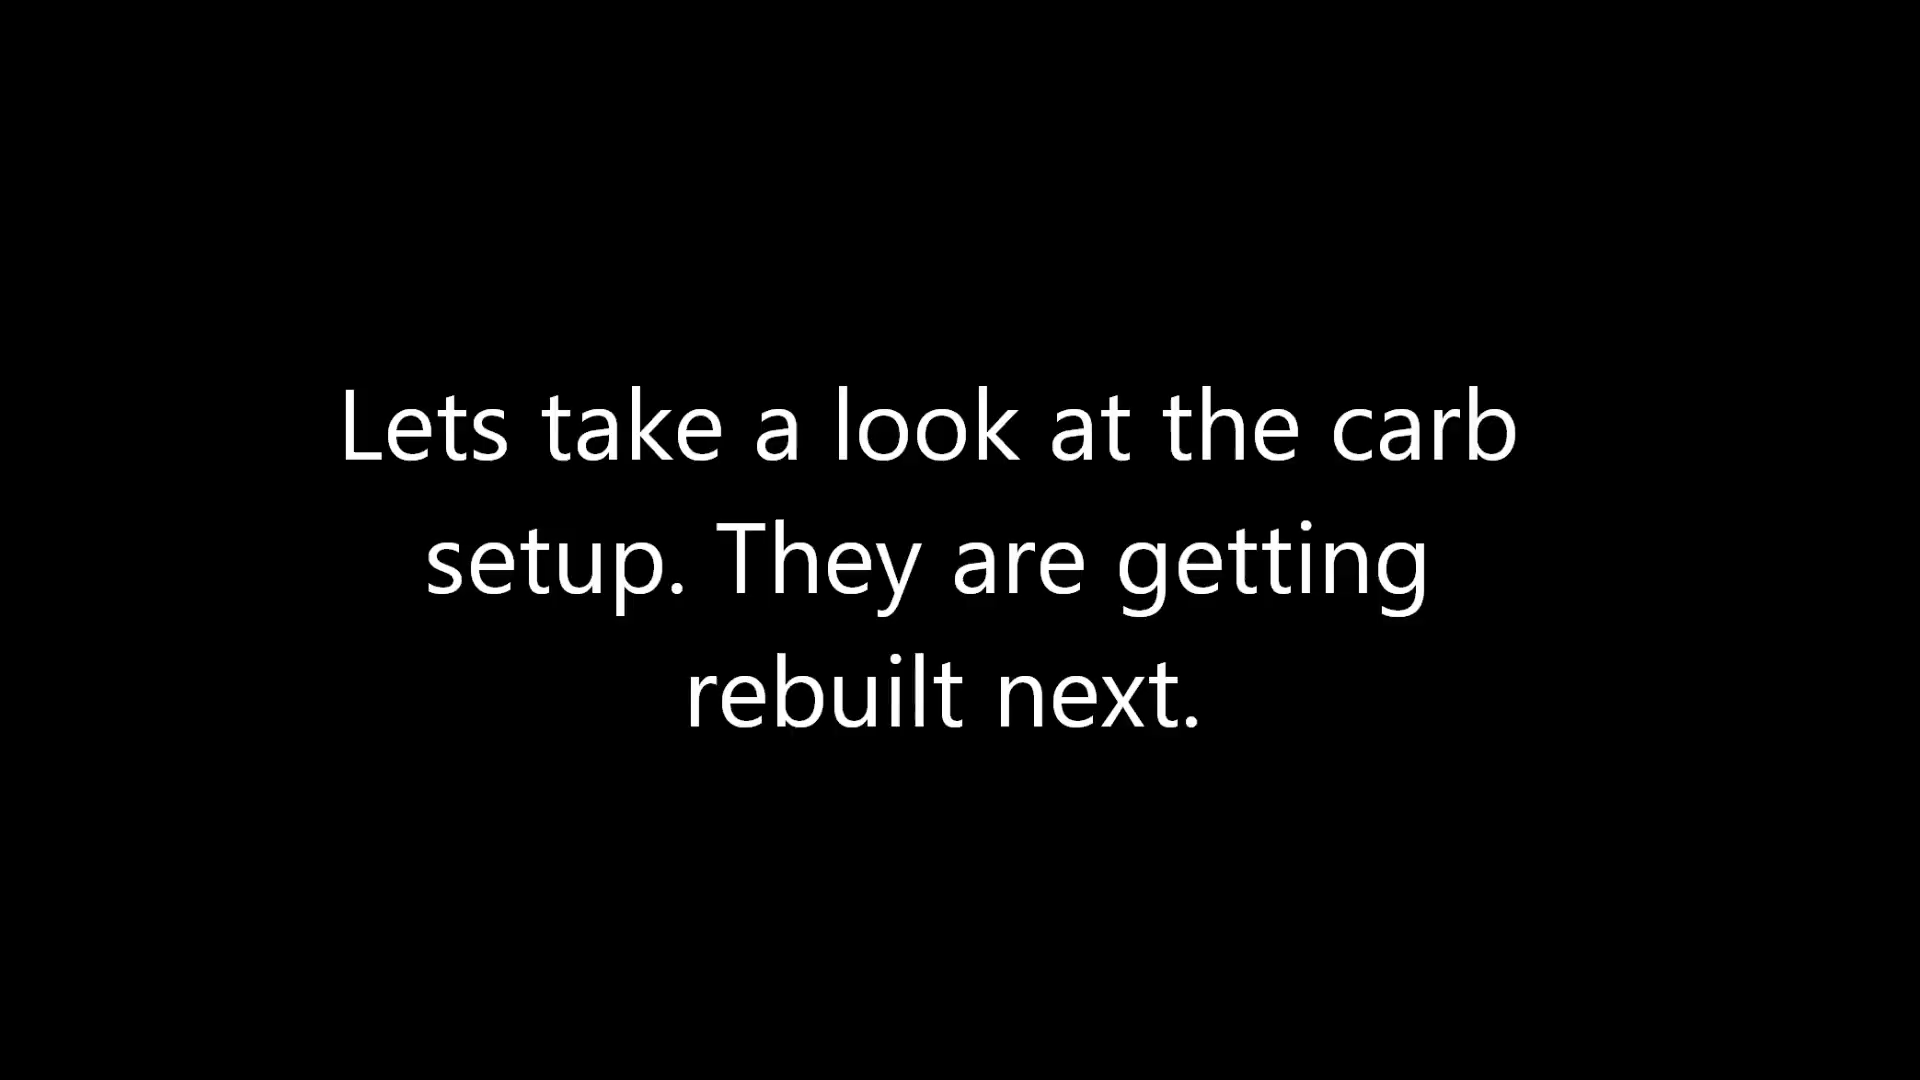 Lets take a look at the carb
setup. They are getting
rebuilt next.